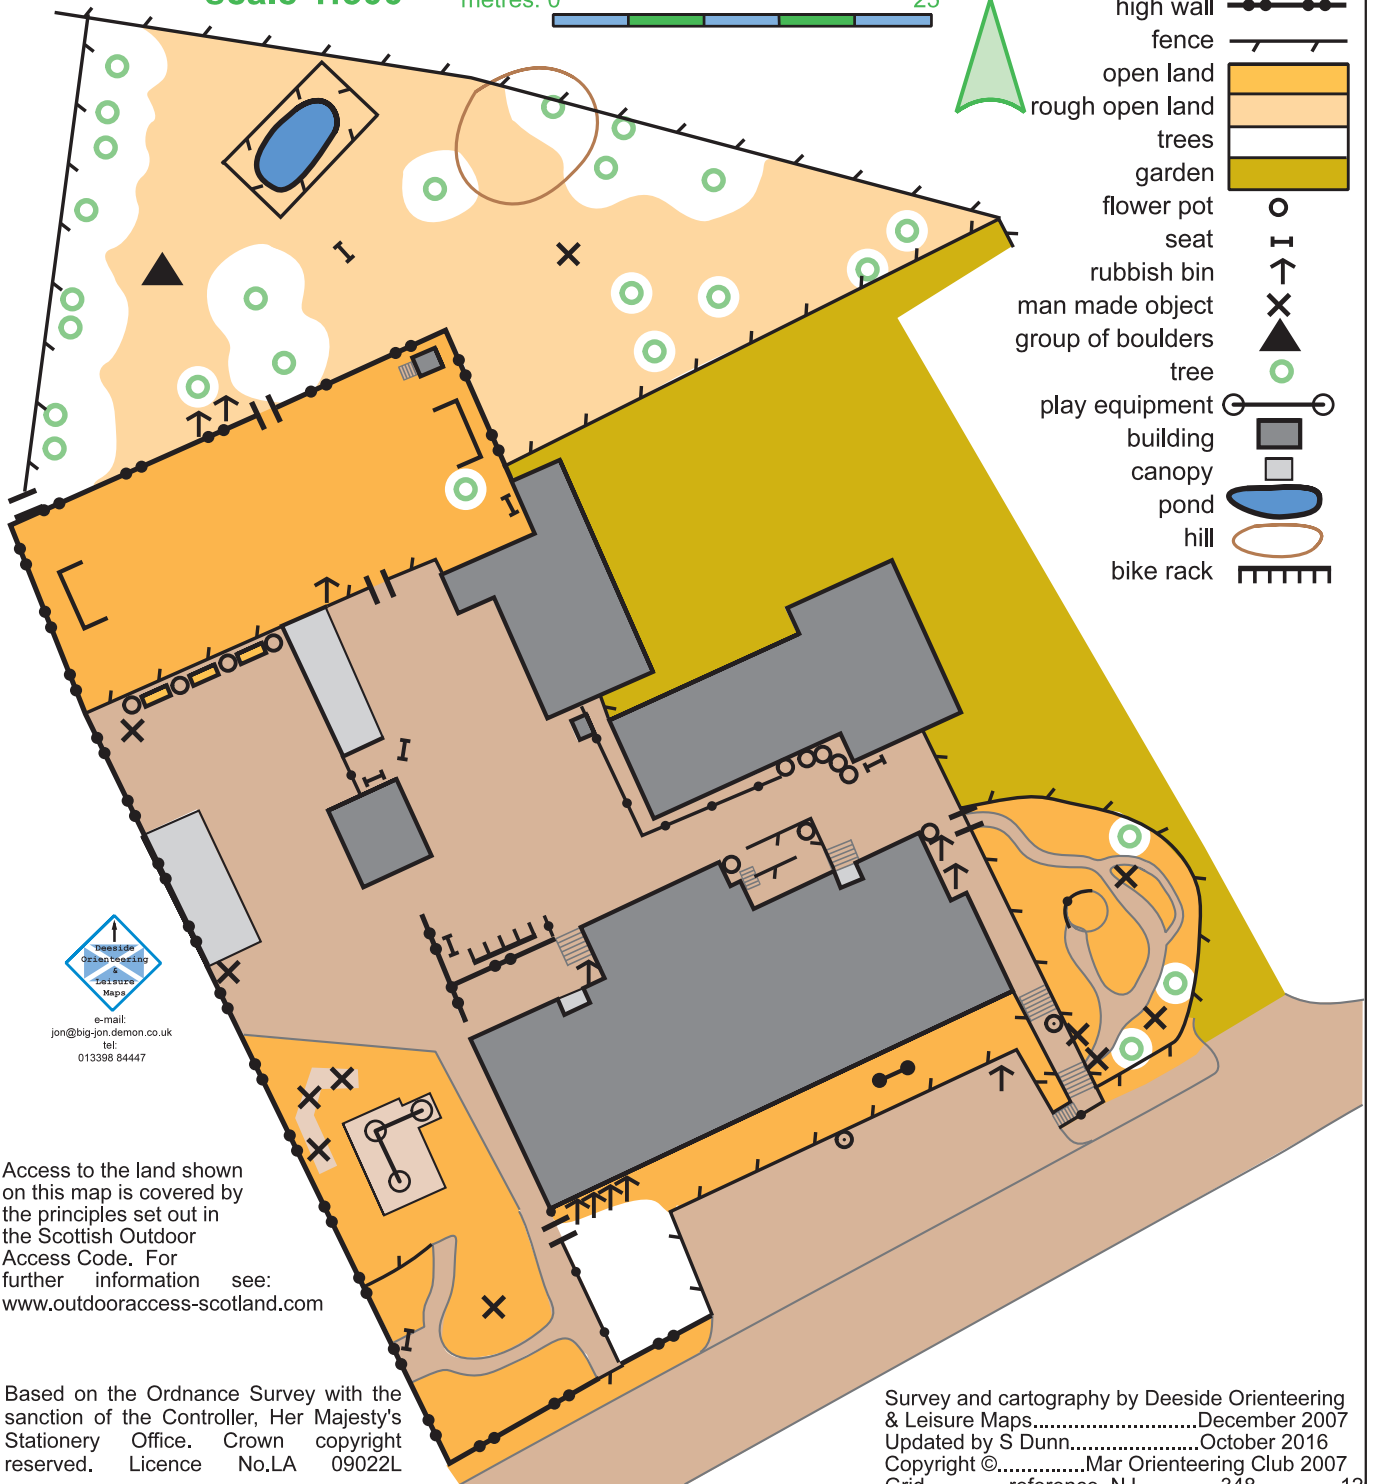 metres: 0 25
high wall
fence
open land
rough open land
trees
garden
flower pot
seat
rubbish bin
man made object
group of boulders
tree
play equipment
building
canopy
pond
hill
bike rack
Deeside
Orienteering
&
Leisure
Maps
e-mail:
jon@big-jon.demon.co.uk
tel:
013398 84447
Access to the land shown
on this map is covered by
the principles set out in
the Scottish Outdoor
Access Code. For
further information see:
www.outdooraccess-scotland.com
Based on the Ordnance Survey with the
sanction of the Controller, Her Majesty's
Stationery Office. Crown copyright
reserved. Licence No.LA 09022L
Survey and cartography by Deeside Orienteering
& Leisure Maps.........................December 2007
Updated by S Dunn...................October 2016
Copyright ©.............Mar Orienteering Club 2007